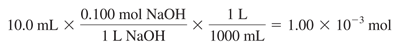 10.0 mL × 0.100 mol NaOH / 1 L NaOH × 1 L / 1000 mL = 1.00 × 10⁻³ mol